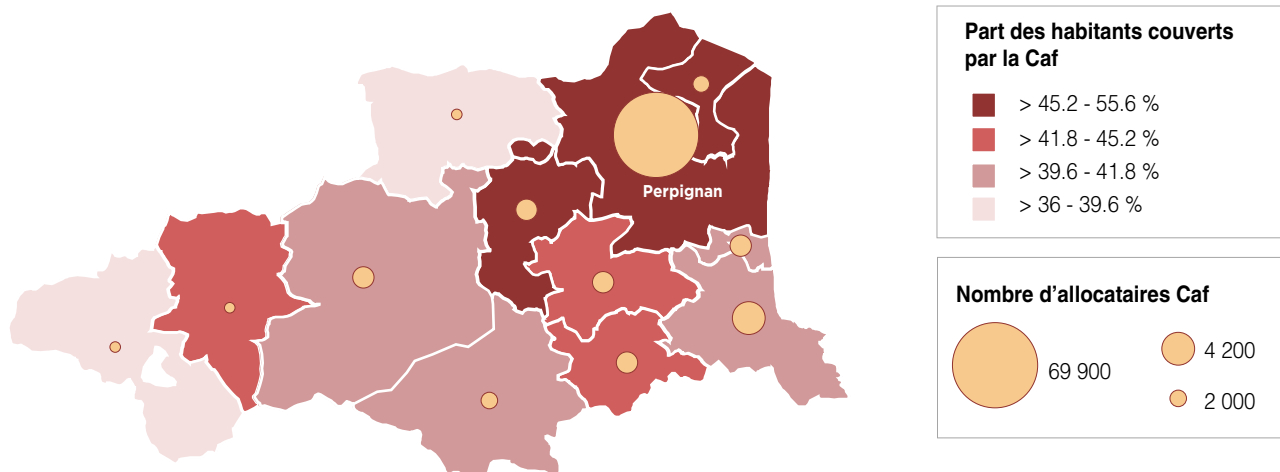 Perpignan
Part des habitants couverts
par la Caf
> 45.2 - 55.6 %
> 41.8 - 45.2 %
> 39.6 - 41.8 %
> 36 - 39.6 %
Nombre d’allocataires Caf
69 900
4 200
2 000